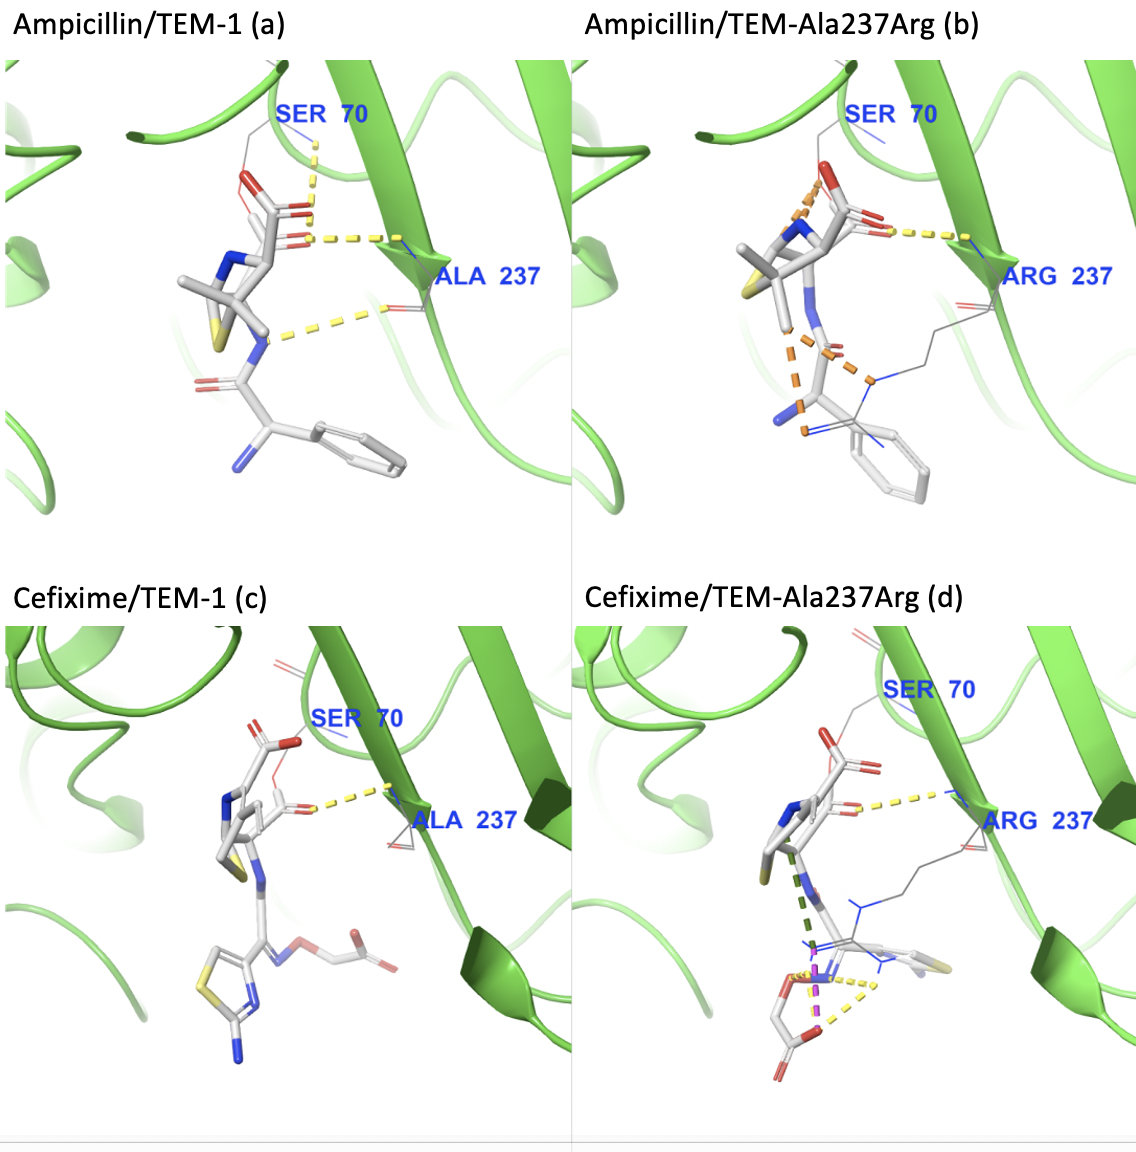 Ampicillin/TEM-1 (a)
Ampicillin/TEM-Ala237Arg (b)
SER 70
SER 70
ALA 237
ARG 237
Cefixime/TEM-1 (c)
Cefixime/TEM-Ala237Arg (d)
SER 70
SER 70
ALA 237
ARG 237